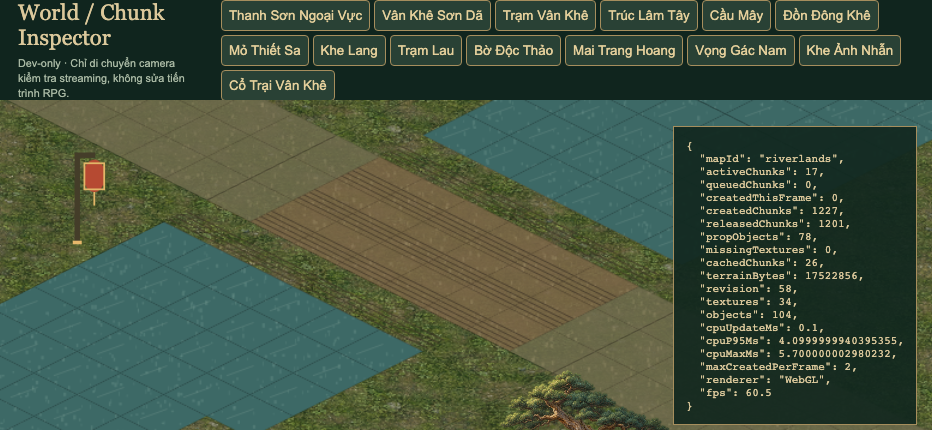 World / Chunk
Inspector
Dev-only · Chỉ di chuyển camera
kiểm tra streaming, không sửa tiến
trình RPG.
Thanh Sơn Ngoại Vực
Vân Khê Sơn Dã
Trạm Vân Khê
Trúc Lâm Tây
Cầu Mây
Đồn Đông Khê
Mỏ Thiết Sa
Khe Lang
Trạm Lau
Bờ Độc Thảo
Mai Trang Hoang
Vọng Gác Nam
Khe Ảnh Nhẫn
Cổ Trại Vân Khê
{
"mapId": "riverlands",
"activeChunks": 17,
"queuedChunks": 0,
"createdThisFrame": 0,
"createdChunks": 1227,
"releasedChunks": 1201,
"propObjects": 78,
"missingTextures": 0,
"cachedChunks": 26,
"terrainBytes": 17522856,
"revision": 58,
"textures": 34,
"objects": 104,
"cpuUpdateMs": 0.1,
"cpuP95Ms": 4.0999999940395355,
"cpuMaxMs": 5.700000002980232,
"maxCreatedPerFrame": 2,
"renderer": "WebGL",
"fps": 60.5
}